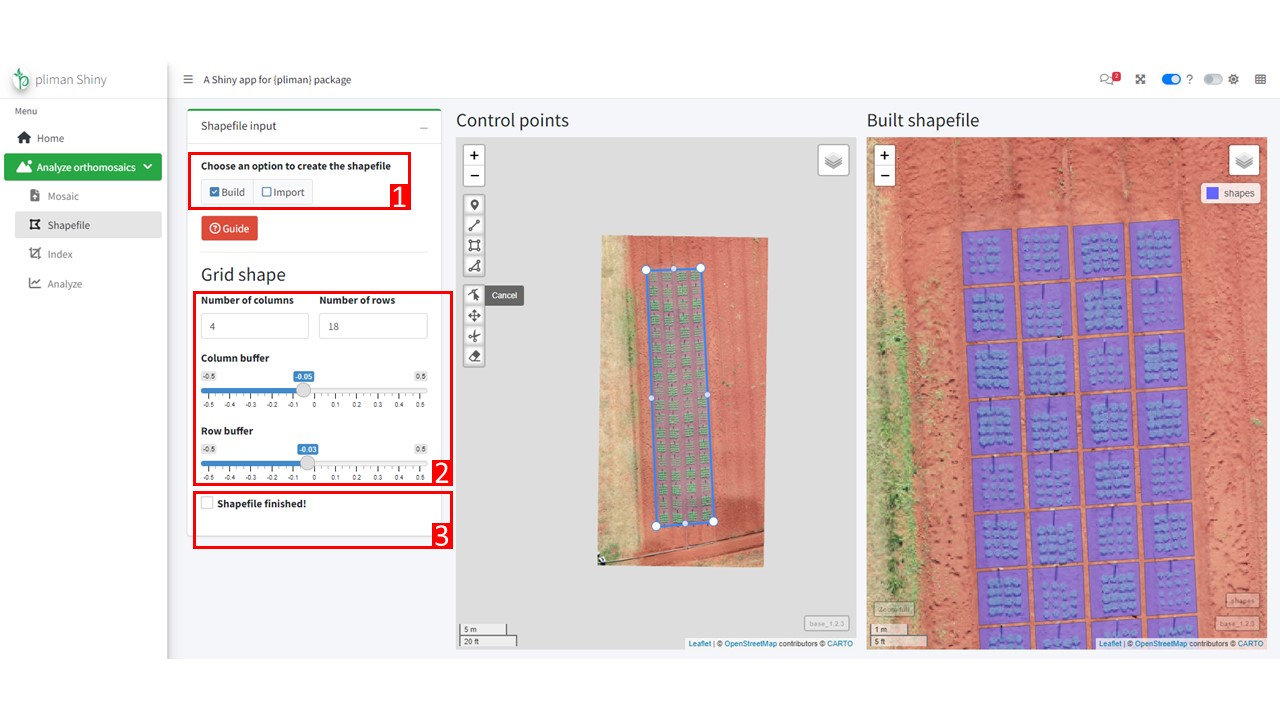 pliman Shiny
A Shiny app for {pliman} package
2
?
Menu
Home
Analyze orthomosaics
Mosaic
Shapefile
Index
Analyze
Shapefile input
Choose an option to create the shapefile
Build
Import
1
Guide
Grid shape
Number of columns
Number of rows
4
18
Column buffer
-0.5
-0.05
0.5
-0.5 -0.4 -0.3 -0.2 -0.1 0 0.1 0.2 0.3 0.4 0.5
Row buffer
-0.5
-0.03
0.5
-0.5 -0.4 -0.3 -0.2 -0.1 0 0.1 0.2 0.3 0.4 0.5
2
Shapefile finished!
3
Control points
+
−
Cancel
5 m
20 ft
base_1.2.3
Leaflet | © OpenStreetMap contributors © CARTO
Built shapefile
+
−
shapes
shapes
base_1.2.3
1 m
5 ft
Leaflet | © OpenStreetMap contributors © CARTO